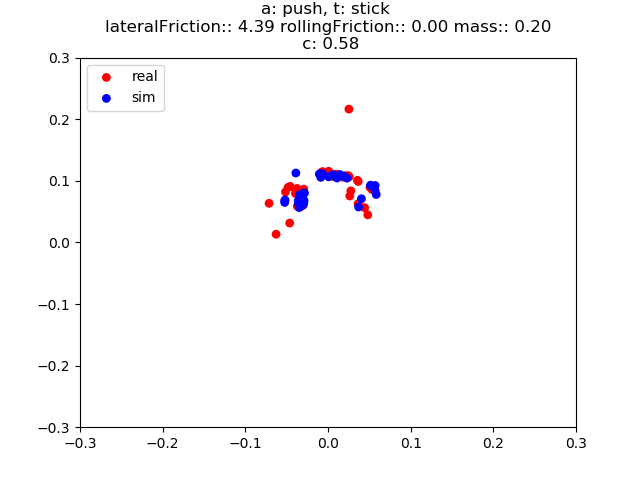 a: push, t: stick
lateralFriction:: 4.39 rollingFriction:: 0.00 mass:: 0.20
c: 0.58
real
sim
0.3
0.2
0.1
0.0
−0.1
−0.2
−0.3
−0.3 −0.2 −0.1 0.0 0.1 0.2 0.3